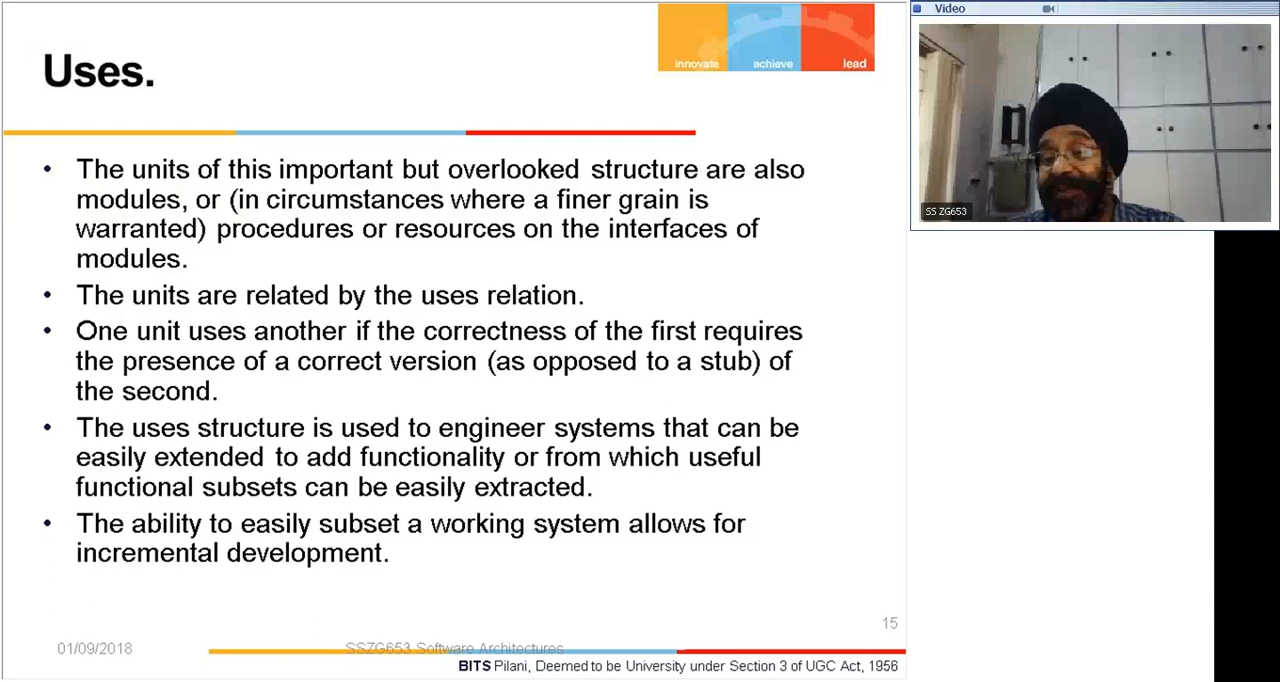 Uses.
innovate achieve lead
Video
SS ZG653
• The units of this important but overlooked structure are also
modules, or (in circumstances where a finer grain is
warranted) procedures or resources on the interfaces of
modules.
• The units are related by the uses relation.
• One unit uses another if the correctness of the first requires
the presence of a correct version (as opposed to a stub) of
the second.
• The uses structure is used to engineer systems that can be
easily extended to add functionality or from which useful
functional subsets can be easily extracted.
• The ability to easily subset a working system allows for
incremental development.
15
01/09/2018 SSZG653 Software Architectures
BITS Pilani, Deemed to be University under Section 3 of UGC Act, 1956